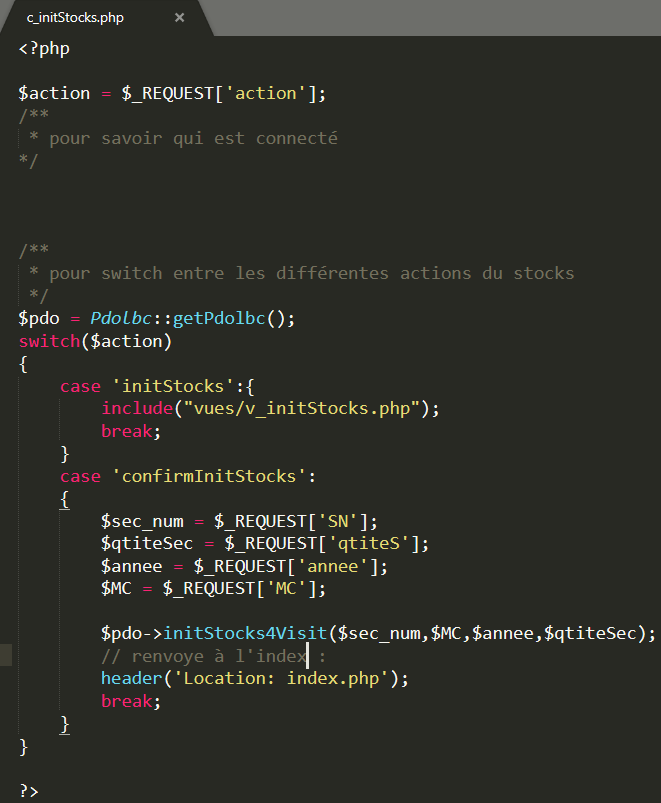 c_initStocks.php ×
<?php
$action = $_REQUEST['action'];
/**
 * pour savoir qui est connecté
*/
/**
 * pour switch entre les différentes actions du stocks
 */
$pdo = Pdolbc::getPdolbc();
switch($action)
{
    case 'initStocks':{
        include("vues/v_initStocks.php");
        break;
    }
    case 'confirmInitStocks':
    {
        $sec_num = $_REQUEST['SN'];
        $qtiteSec = $_REQUEST['qtiteS'];
        $annee = $_REQUEST['annee'];
        $MC = $_REQUEST['MC'];
        $pdo->initStocks4Visit($sec_num,$MC,$annee,$qtiteSec);
        // renvoye à l'index :
        header('Location: index.php');
        break;
    }
}
?>